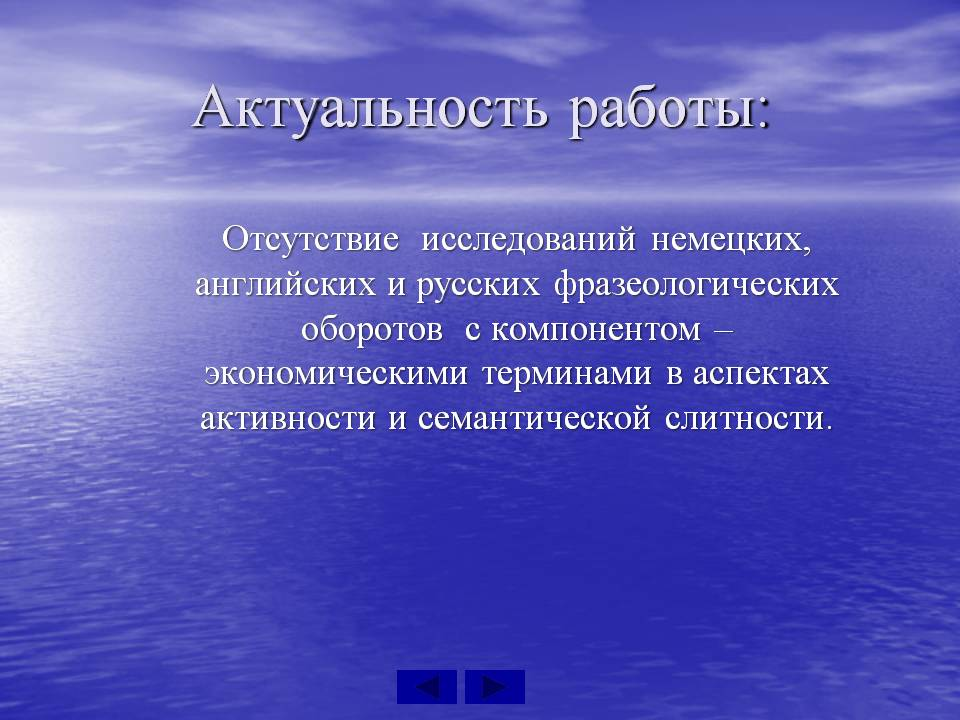 Актуальность работы:
Отсутствие исследований немецких,
английских и русских фразеологических
оборотов с компонентом –
экономическими терминами в аспектах
активности и семантической слитности.